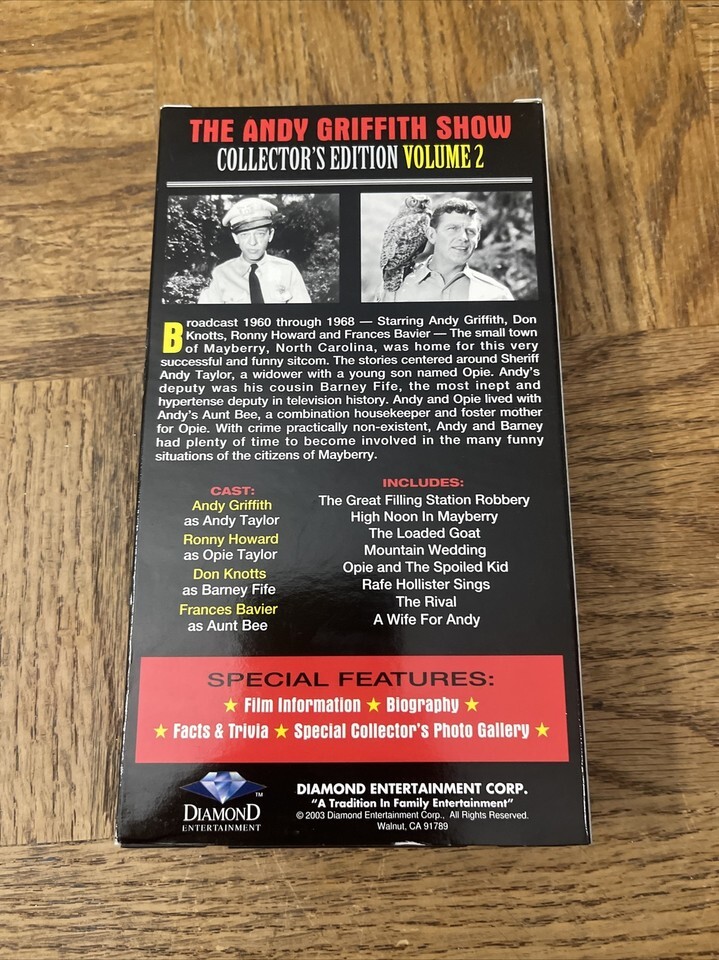 THE ANDY GRIFFITH SHOW
COLLECTOR'S EDITION VOLUME 2
Broadcast 1960 through 1968 — Starring Andy Griffith, Don
Knotts, Ronny Howard and Frances Bavier — The small town
of Mayberry, North Carolina, was home for this very
successful and funny sitcom. The stories centered around Sheriff
Andy Taylor, a widower with a young son named Opie. Andy's
deputy was his cousin Barney Fife, the most inept and
hypertense deputy in television history. Andy and Opie lived with
Andy's Aunt Bee, a combination housekeeper and foster mother
for Opie. With crime practically non-existent, Andy and Barney
had plenty of time to become involved in the many funny
situations of the citizens of Mayberry.
CAST:
Andy Griffith
as Andy Taylor
Ronny Howard
as Opie Taylor
Don Knotts
as Barney Fife
Frances Bavier
as Aunt Bee
INCLUDES:
The Great Filling Station Robbery
High Noon In Mayberry
The Loaded Goat
Mountain Wedding
Opie and The Spoiled Kid
Rafe Hollister Sings
The Rival
A Wife For Andy
SPECIAL FEATURES:
★ Film Information ★ Biography ★
★ Facts & Trivia ★ Special Collector's Photo Gallery ★
DIAMOND™
ENTERTAINMENT
DIAMOND ENTERTAINMENT CORP.
"A Tradition In Family Entertainment"
© 2003 Diamond Entertainment Corp., All Rights Reserved.
Walnut, CA 91789